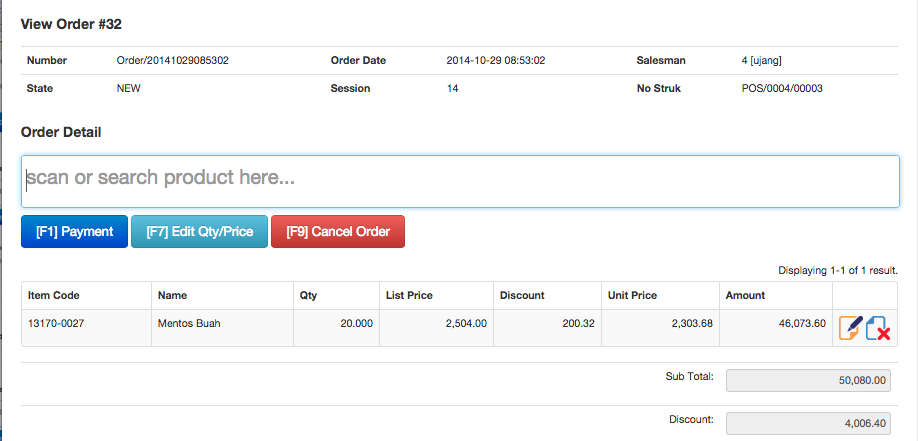 View Order #32
Number Order/20141029085302 Order Date 2014-10-29 08:53:02 Salesman 4 [ujang]
State NEW Session 14 No Struk POS/0004/00003
Order Detail
scan or search product here...
[F1] Payment [F7] Edit Qty/Price [F9] Cancel Order
Displaying 1-1 of 1 result.
Item Code Name Qty List Price Discount Unit Price Amount
13170-0027 Mentos Buah 20.000 2,504.00 200.32 2,303.68 46,073.60
Sub Total: 50,080.00
Discount: 4,006.40